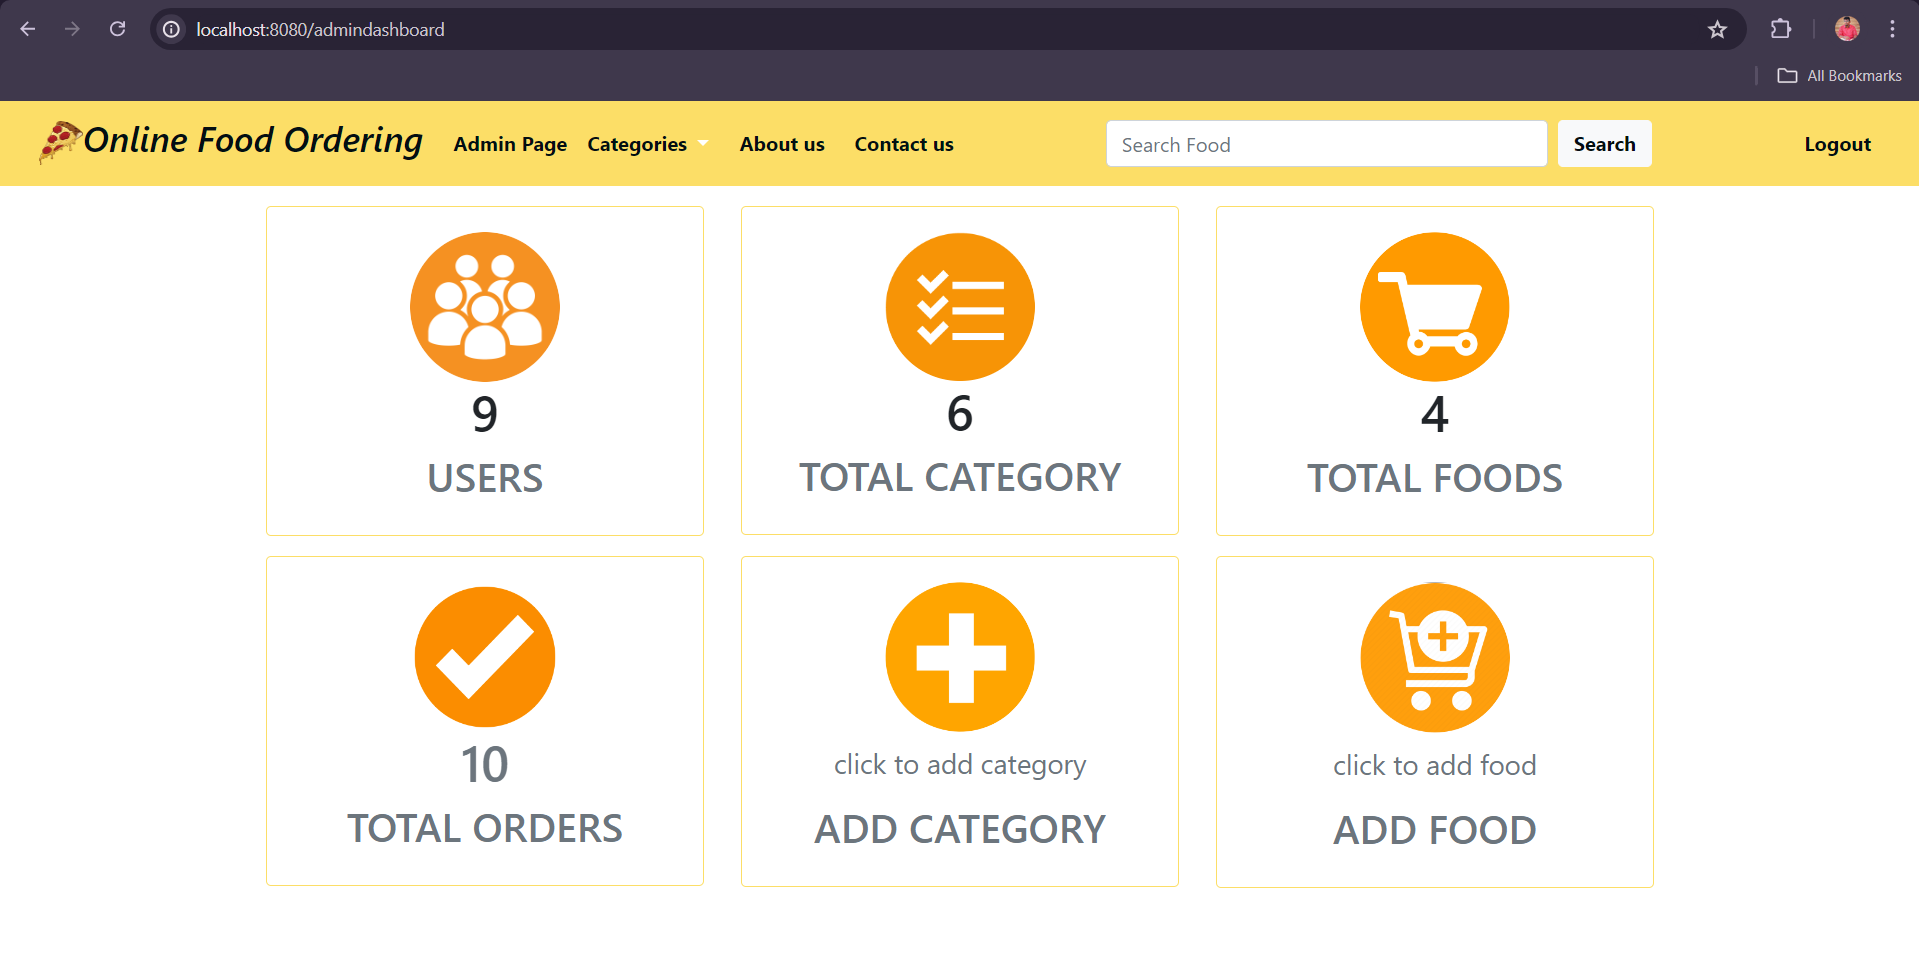 localhost:8080/admindashboard
All Bookmarks
Online Food Ordering Admin Page Categories About us Contact us Search Food Search Logout
9 6 4
USERS TOTAL CATEGORY TOTAL FOODS
10 click to add category click to add food
TOTAL ORDERS ADD CATEGORY ADD FOOD